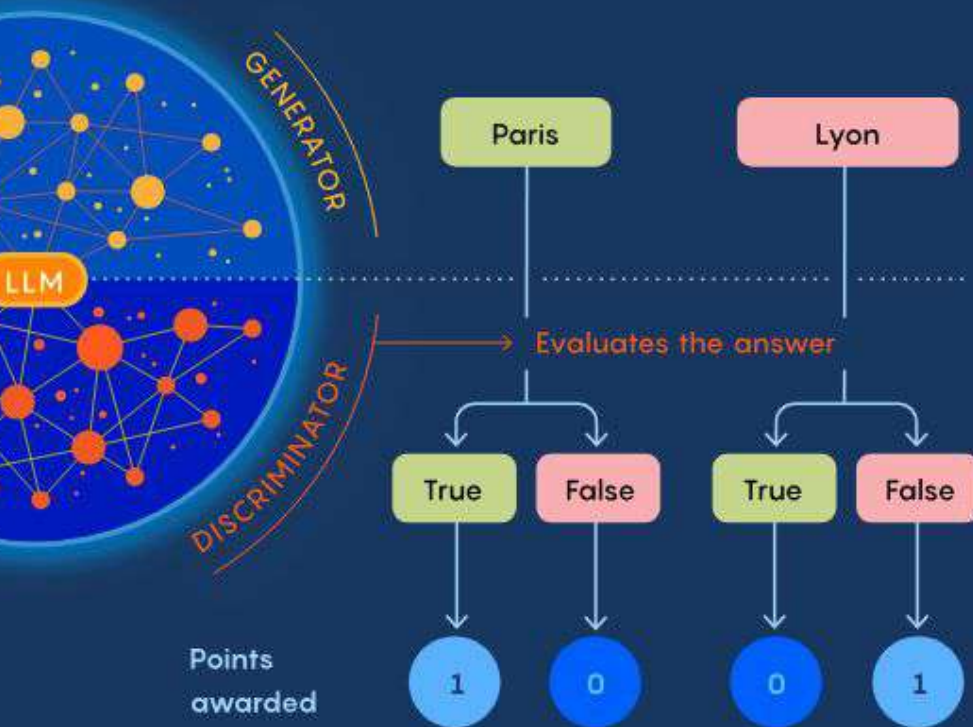 GENERATOR
Paris
Lyon
LLM
Evaluates the answer
DISCRIMINATOR
True
False
True
False
Points
awarded
1
0
0
1